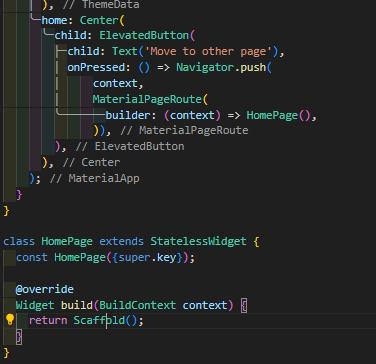 ), // ThemeData
home: Center(
child: ElevatedButton(
child: Text('Move to other page'),
onPressed: () => Navigator.push(
context,
MaterialPageRoute(
builder: (context) => HomePage(),
)), // MaterialPageRoute
), // ElevatedButton
), // Center
); // MaterialApp
}
}
class HomePage extends StatelessWidget {
const HomePage({super.key});
@override
Widget build(BuildContext context) {
return Scaffold();
}
}